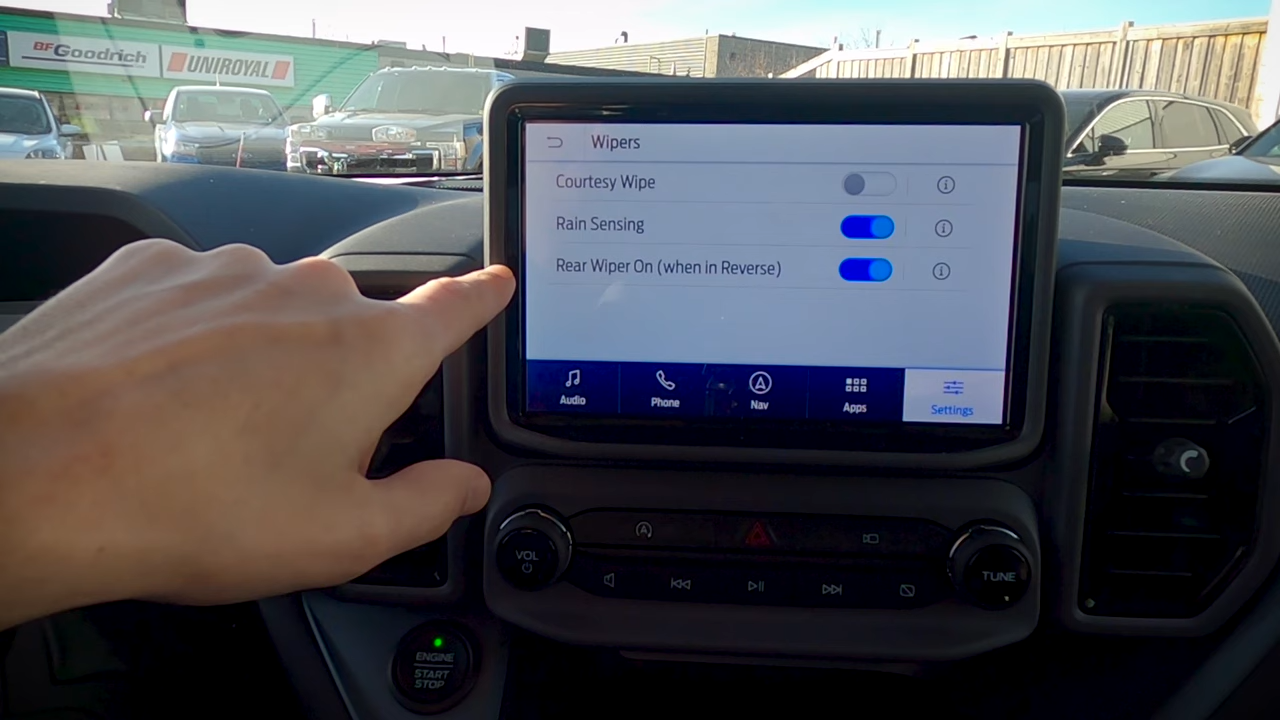 BFGoodrich
UNIROYAL
Wipers
Courtesy Wipe
Rain Sensing
Rear Wiper On (when in Reverse)
Audio
Phone
Nav
Apps
Settings
VOL
TUNE
ENGINE
START
STOP